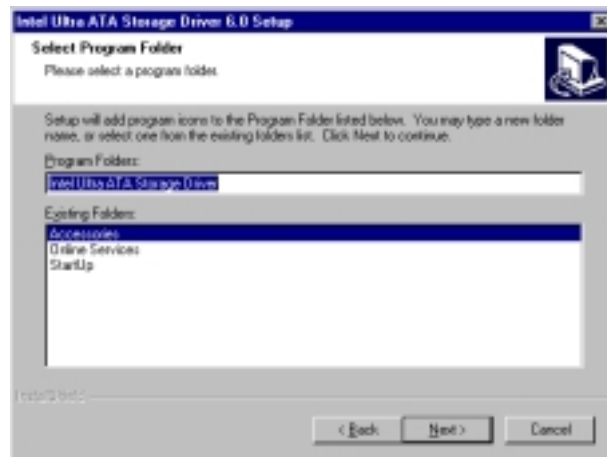 Intel Ultra ATA Storage Driver 6.0 Setup
Select Program Folder
Please select a program folder.
Setup will add program icons to the Program Folder listed below. You may type a new folder
name, or select one from the existing folders list. Click Next to continue.
Program Folders:
Intel Ultra ATA Storage Driver
Existing Folders:
Accessories
Online Services
StartUp
InstallShield
< Back
Next >
Cancel